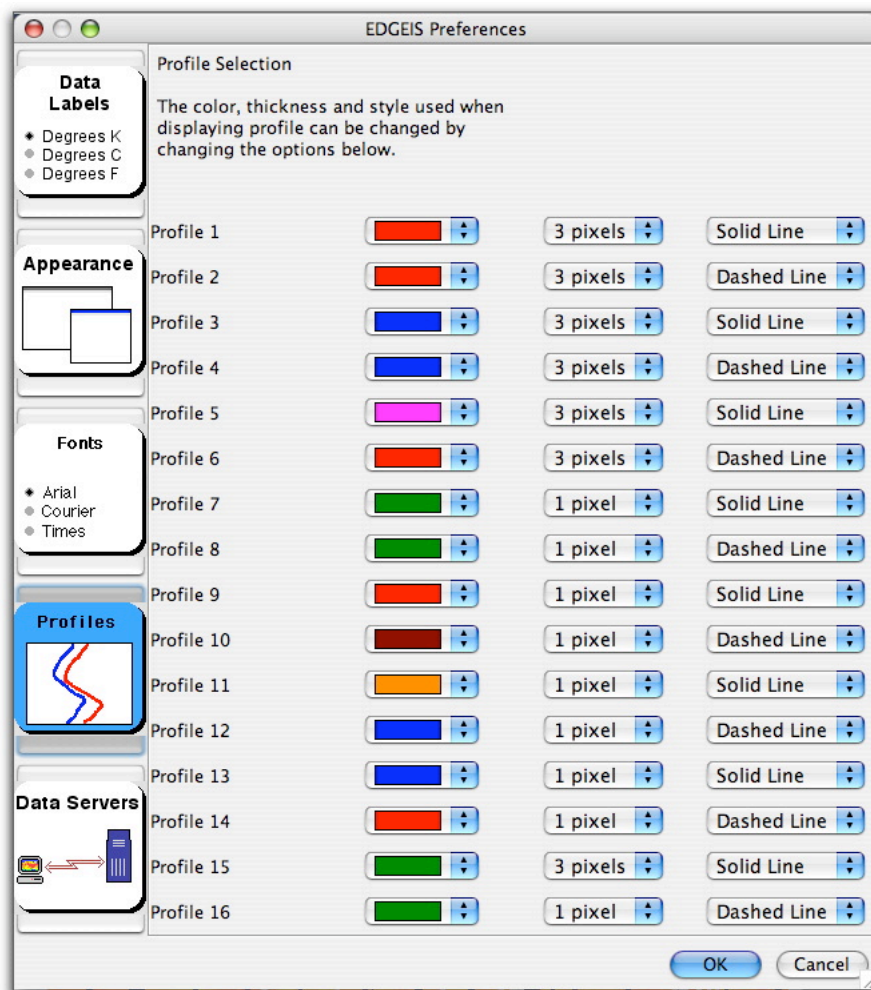 EDGEIS Preferences
Data
Labels
Degrees K
Degrees C
Degrees F
Appearance
Fonts
Arial
Courier
Times
Profiles
Data Servers
Profile Selection
The color, thickness and style used when
displaying profile can be changed by
changing the options below.
Profile 1 3 pixels Solid Line
Profile 2 3 pixels Dashed Line
Profile 3 3 pixels Solid Line
Profile 4 3 pixels Dashed Line
Profile 5 3 pixels Solid Line
Profile 6 3 pixels Dashed Line
Profile 7 1 pixel Solid Line
Profile 8 1 pixel Dashed Line
Profile 9 1 pixel Solid Line
Profile 10 1 pixel Dashed Line
Profile 11 1 pixel Solid Line
Profile 12 1 pixel Dashed Line
Profile 13 1 pixel Solid Line
Profile 14 1 pixel Dashed Line
Profile 15 3 pixels Solid Line
Profile 16 1 pixel Dashed Line
OK Cancel